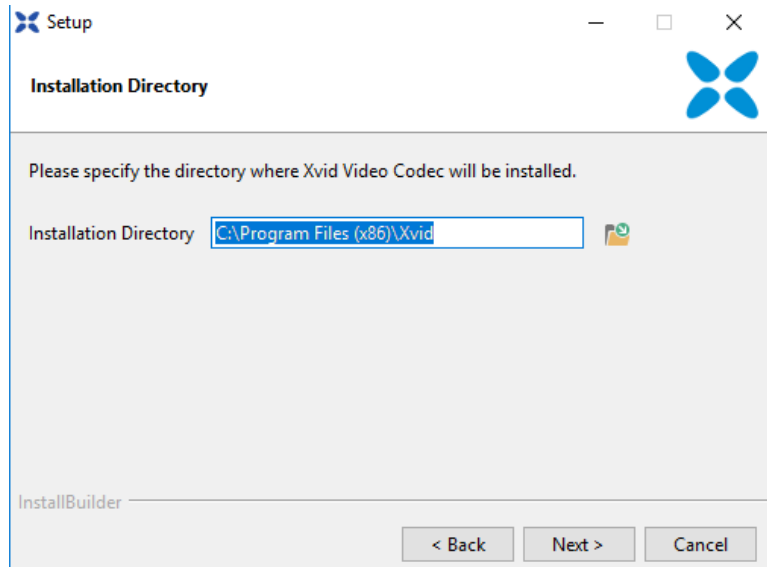 Setup
Installation Directory
Please specify the directory where Xvid Video Codec will be installed.
Installation Directory C:\Program Files (x86)\Xvid
InstallBuilder
< Back Next > Cancel